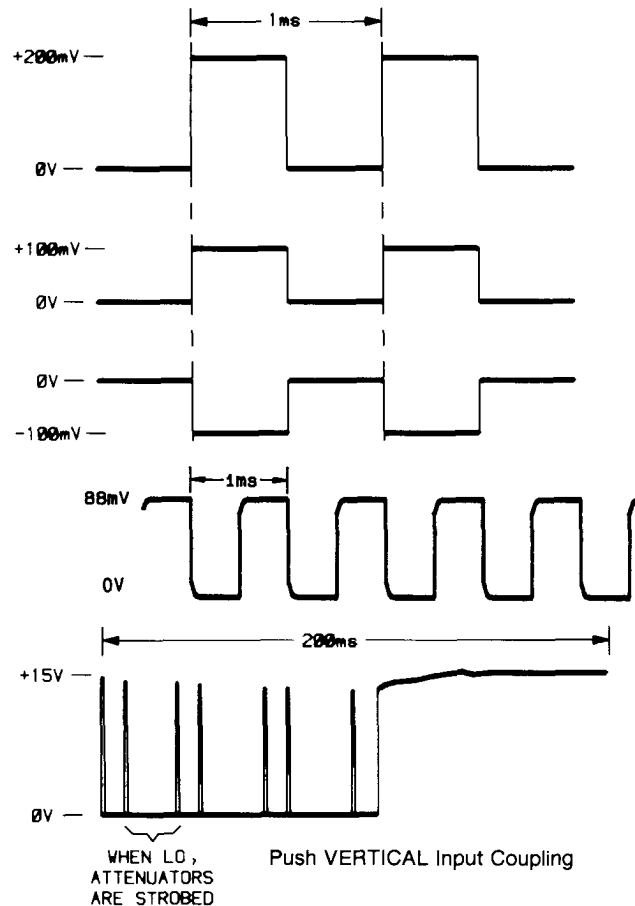 1ms
+200mV
0V
+100mV
0V
0V
-100mV
1ms
88mV
0V
200ms
+15V
0V
WHEN LO,
ATTENUATORS
ARE STROBED
Push VERTICAL Input Coupling